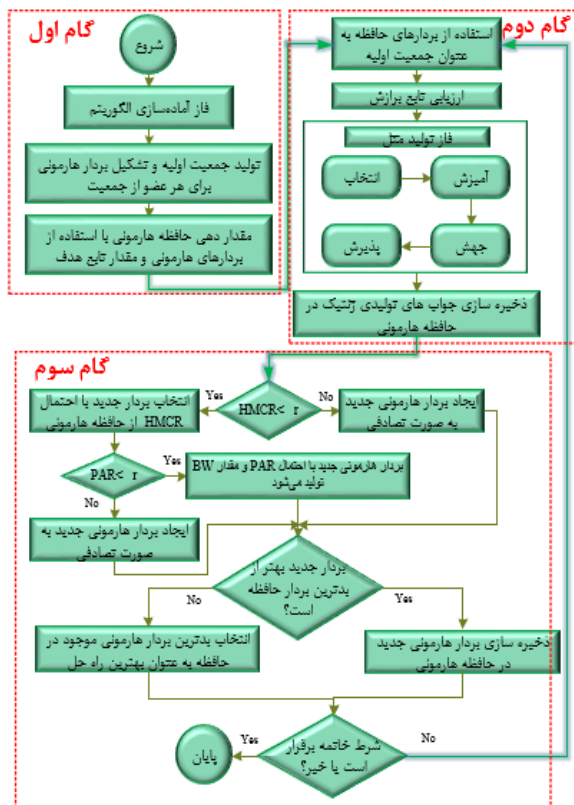 گام اول
شروع
فاز آماده‌سازی الگوریتم
تولید جمعیت اولیه و تشکیل بردار هارمونی
برای هر عضو از جمعیت
مقدار دهی حافظه هارمونی با استفاده از
بردارهای هارمونی و مقدار تابع هدف
گام دوم
استفاده از بردارهای حافظه به
عنوان جمعیت اولیه
ارزیابی تابع برازش
فاز تولید مثل
انتخاب
آمیزش
جهش
پذیرش
ذخیره سازی جواب های تولیدی ژنتیک در
حافظه هارمونی
گام سوم
HMCR< r
Yes
No
انتخاب بردار جدید با احتمال
HMCR از حافظه هارمونی
ایجاد بردار هارمونی جدید
به صورت تصادفی
PAR< r
Yes
No
بردار هارمونی جدید با احتمال PAR و مقدار BW
تولید می‌شود
ایجاد بردار هارمونی جدید به
صورت تصادفی
بردار جدید بهتر از
بدترین بردار حافظه
است؟
No
Yes
انتخاب بدترین بردار هارمونی موجود در
حافظه به عنوان بهترین راه حل
ذخیره سازی بردار هارمونی جدید
در حافظه هارمونی
شرط خاتمه برقرار
است یا خیر؟
Yes
No
پایان